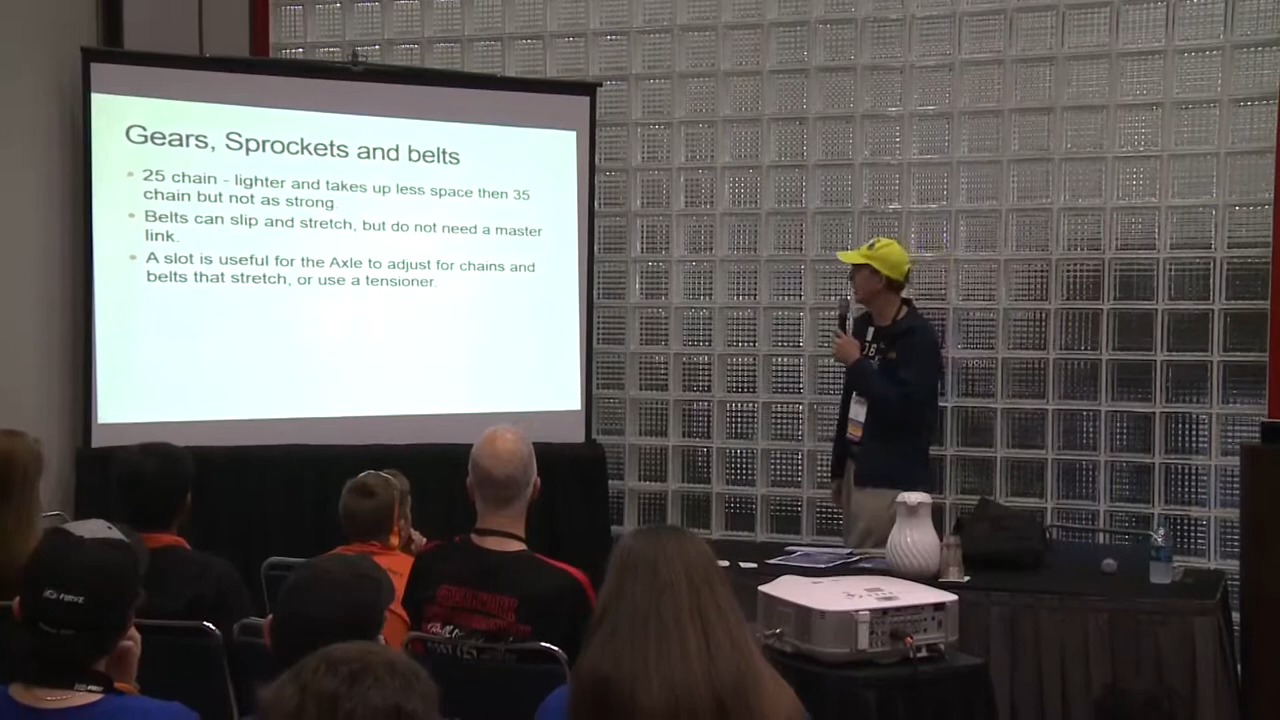 Gears, Sprockets and belts
• 25 chain - lighter and takes up less space then 35
chain but not as strong.
• Belts can slip and stretch, but do not need a master
link.
• A slot is useful for the Axle to adjust for chains and
belts that stretch, or use a tensioner.
FIRST